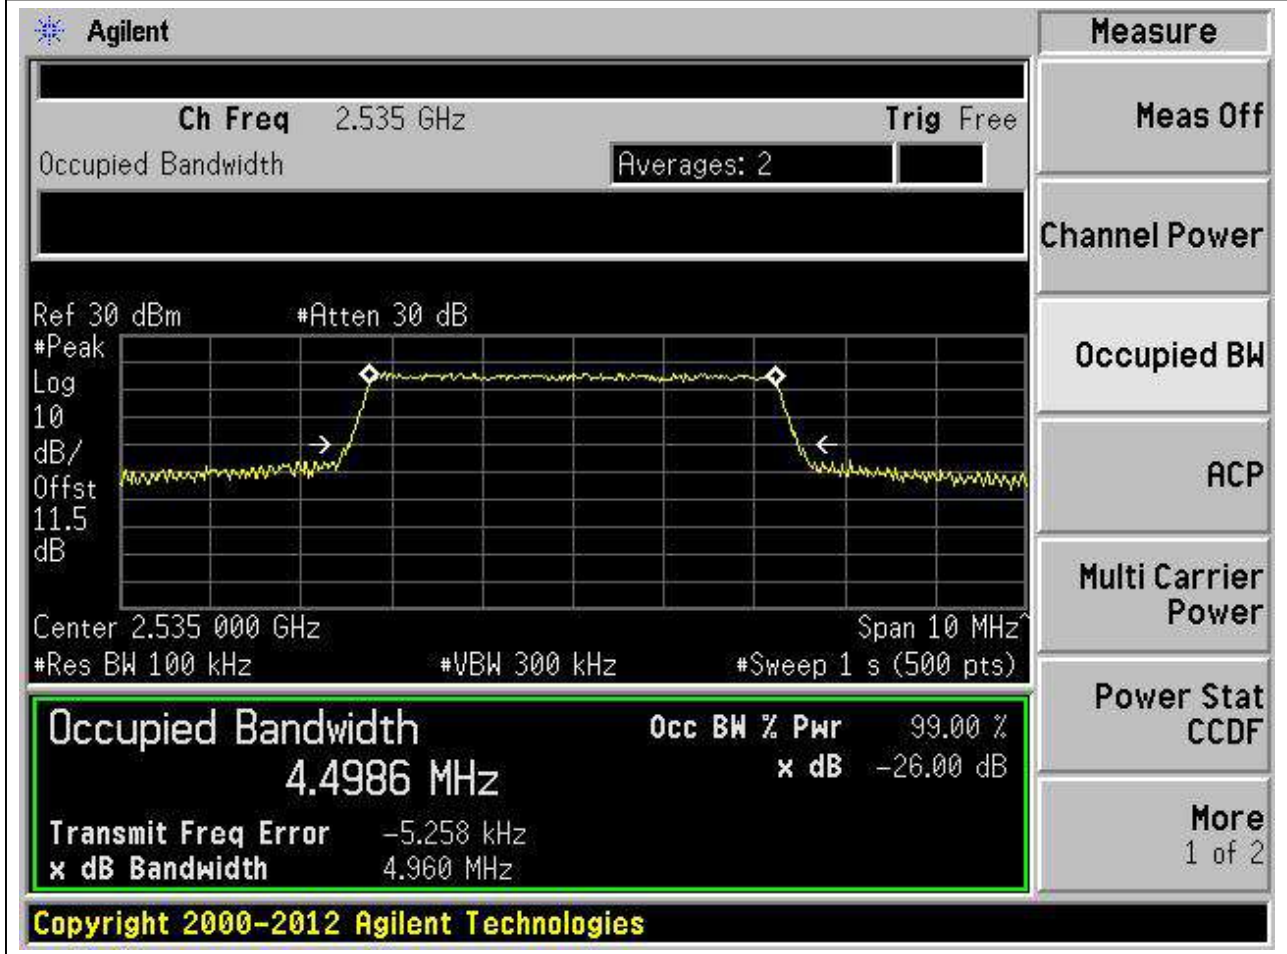 Agilent
Measure
Ch Freq 2.535 GHz Trig Free
Occupied Bandwidth Averages: 2
Meas Off
Channel Power
Occupied BW
ACP
Multi Carrier
Power
Power Stat
CCDF
More
1 of 2
Ref 30 dBm #Atten 30 dB
#Peak
Log
10
dB/
Offst
11.5
dB
Center 2.535 000 GHz Span 10 MHz^
#Res BW 100 kHz #VBW 300 kHz #Sweep 1 s (500 pts)
Occupied Bandwidth Occ BW % Pwr 99.00 %
4.4986 MHz x dB -26.00 dB
Transmit Freq Error -5.258 kHz
x dB Bandwidth 4.960 MHz
Copyright 2000-2012 Agilent Technologies